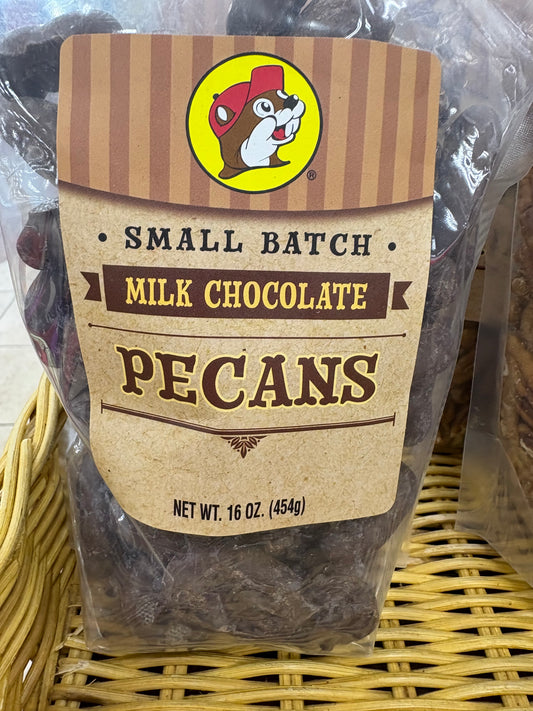 ®
• SMALL BATCH •
MILK CHOCOLATE
PECANS
NET WT. 16 OZ. (454g)